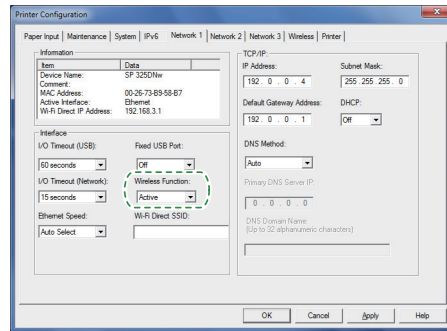 Printer Configuration
Paper Input | Maintenance | System | IPv6 | Network 1 | Network 2 | Network 3 | Wireless | Printer
Information
Item Data
Device Name: SP 325DNw
Comment:
MAC Address: 00-26-73-B9-58-B7
Active Interface: Ethernet
Wi-Fi Direct IP Address: 192.168.3.1
Interface
I/O Timeout (USB): Fixed USB Port:
60 seconds Off
I/O Timeout (Network): Wireless Function:
15 seconds Active
Ethernet Speed: Wi-Fi Direct SSID:
Auto Select
TCP/IP:
IP Address: Subnet Mask:
192. 0 . 0 . 4 255.255.255. 0
Default Gateway Address: DHCP:
192. 0 . 0 . 1 Off
DNS Method:
Auto
Primary DNS Server IP:
0 . 0 . 0 . 0
DNS Domain Name:
(Up to 32 alphanumeric characters)
OK Cancel Apply Help